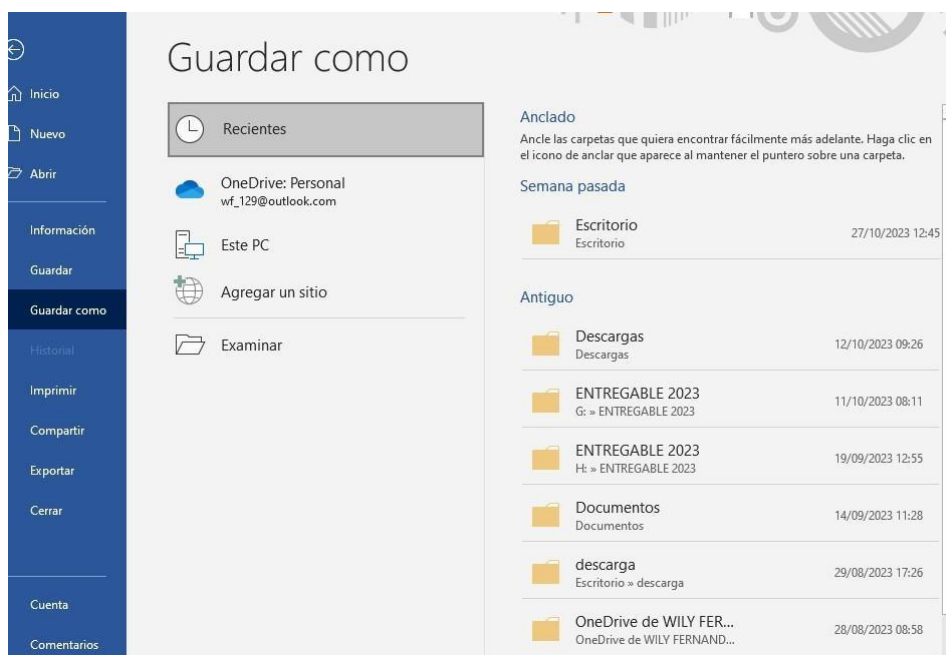 Guardar como
Inicio
Nuevo
Abrir
Información
Guardar
Guardar como
Historial
Imprimir
Compartir
Exportar
Cerrar
Cuenta
Comentarios
Recientes
OneDrive: Personal
wf_129@outlook.com
Este PC
Agregar un sitio
Examinar
Anclado
Ancle las carpetas que quiera encontrar fácilmente más adelante. Haga clic en
el icono de anclar que aparece al mantener el puntero sobre una carpeta.
Semana pasada
Escritorio
Escritorio
27/10/2023 12:45
Antiguo
Descargas
Descargas
12/10/2023 09:26
ENTREGABLE 2023
G: » ENTREGABLE 2023
11/10/2023 08:11
ENTREGABLE 2023
H: » ENTREGABLE 2023
19/09/2023 12:55
Documentos
Documentos
14/09/2023 11:28
descarga
Escritorio » descarga
29/08/2023 17:26
OneDrive de WILY FER...
OneDrive de WILY FERNAND...
28/08/2023 08:58